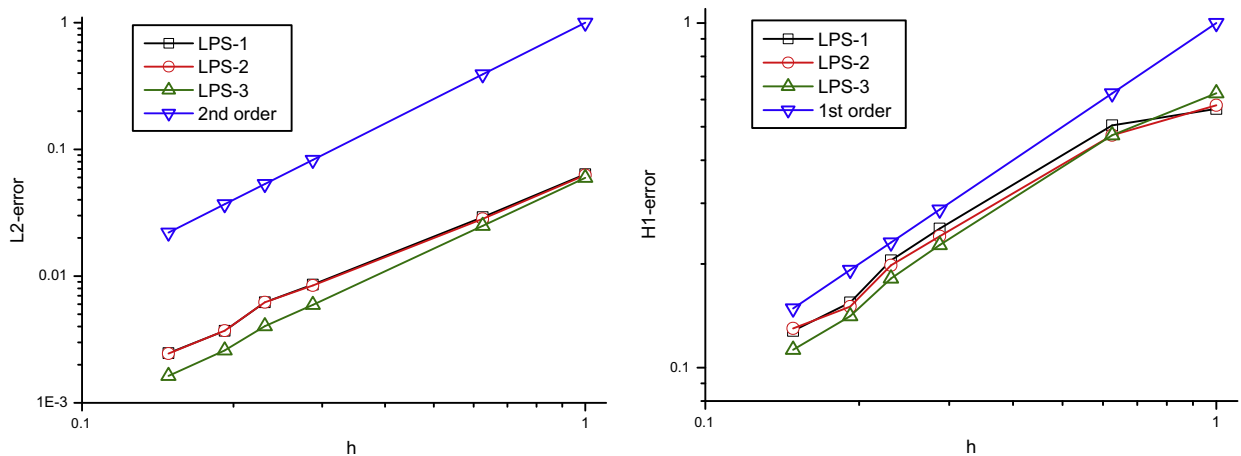 LPS-1
LPS-2
LPS-3
2nd order
1
0.1
0.01
1E-3
0.1
1
L2-error
h
LPS-1
LPS-2
LPS-3
1st order
1
0.1
0.1
1
H1-error
h